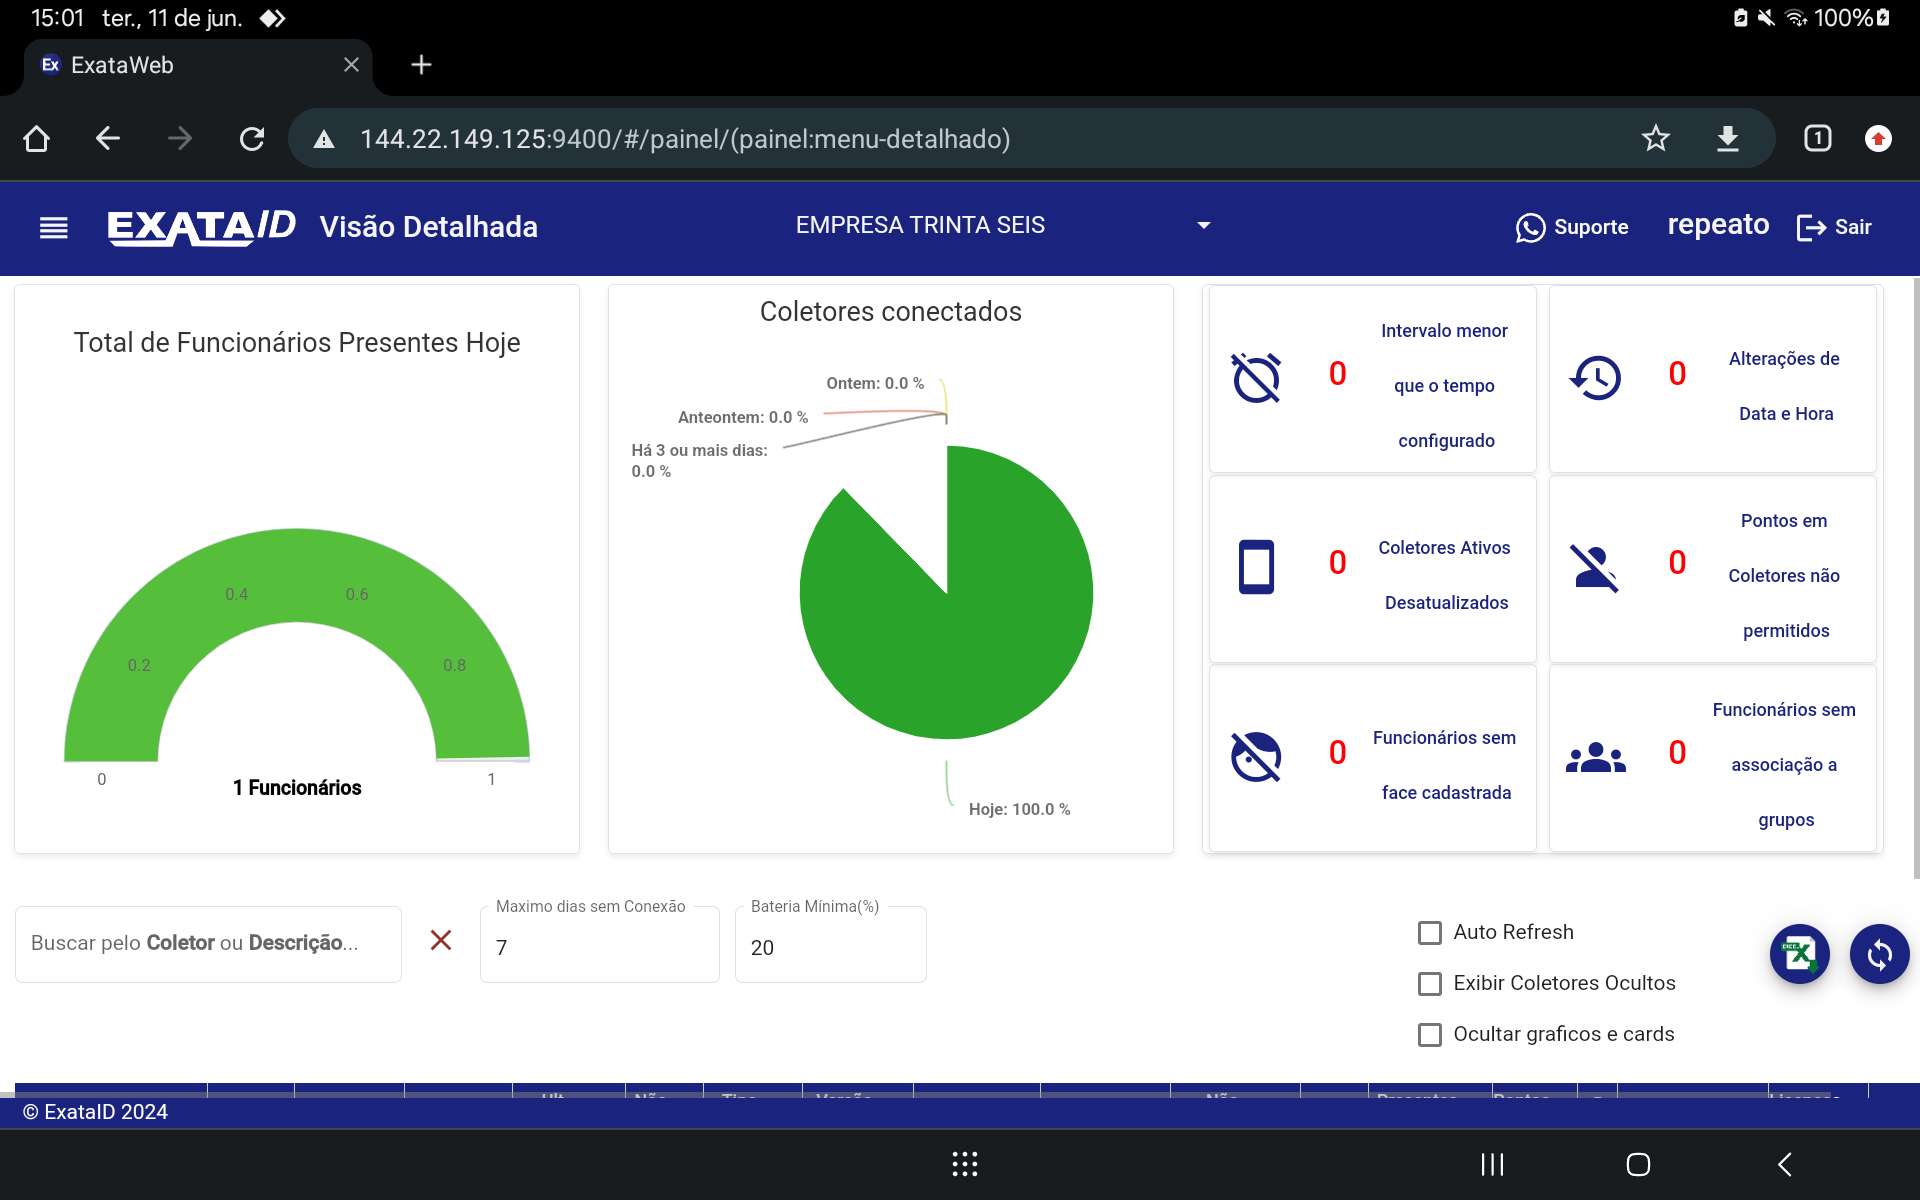 15:01 ter., 11 de jun.
100%
Ex ExataWeb
144.22.149.125:9400/#/painel/(painel:menu-detalhado)
1
EXATAID Visão Detalhada
EMPRESA TRINTA SEIS
Suporte
repeato
Sair
Total de Funcionários Presentes Hoje
0.4
0.6
0.2
0.8
0
1
1 Funcionários
Coletores conectados
Ontem: 0.0 %
Anteontem: 0.0 %
Há 3 ou mais dias:
0.0 %
Hoje: 100.0 %
0
Intervalo menor
que o tempo
configurado
0
Alterações de
Data e Hora
0
Coletores Ativos
Desatualizados
0
Pontos em
Coletores não
permitidos
0
Funcionários sem
face cadastrada
0
Funcionários sem
associação a
grupos
Buscar pelo Coletor ou Descrição...
Maximo dias sem Conexão
7
Bateria Mínima(%)
20
Auto Refresh
Exibir Coletores Ocultos
Ocultar graficos e cards
© ExataID 2024